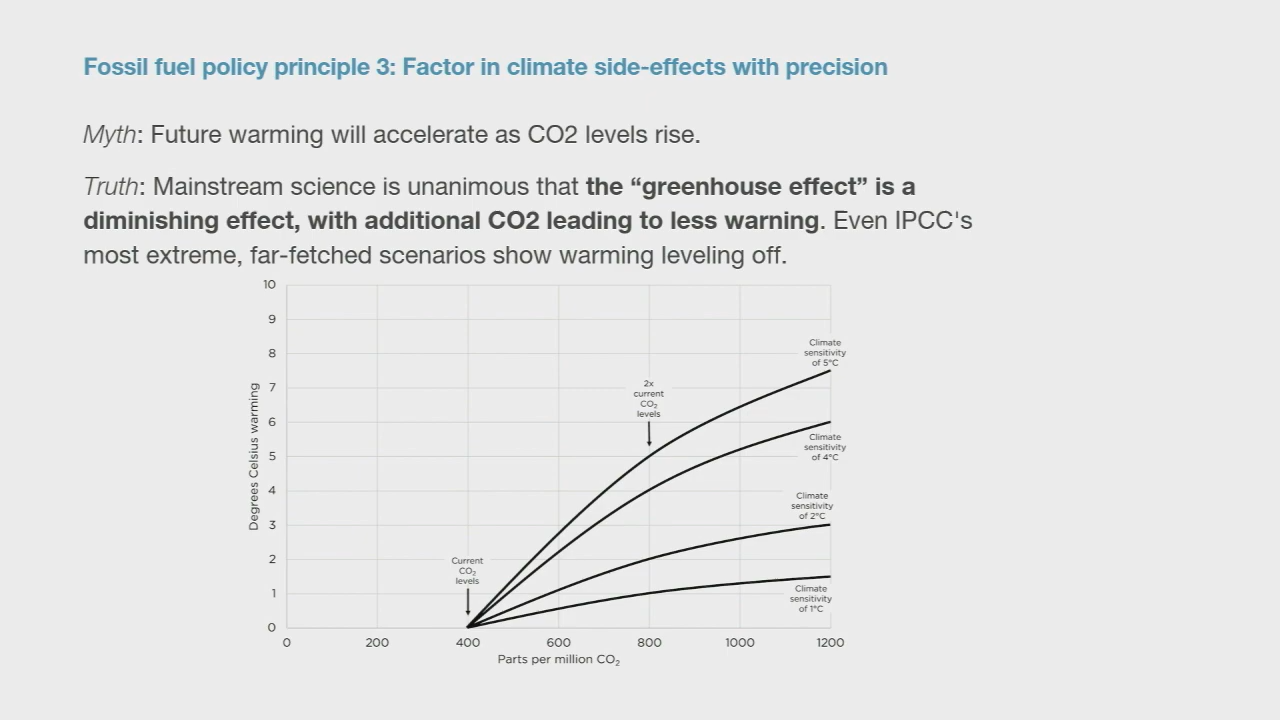 Fossil fuel policy principle 3: Factor in climate side-effects with precision
Myth: Future warming will accelerate as CO2 levels rise.
Truth: Mainstream science is unanimous that the “greenhouse effect” is a
diminishing effect, with additional CO2 leading to less warning. Even IPCC's
most extreme, far-fetched scenarios show warming leveling off.
10
9
8
7
6
5
4
3
2
1
0
Degrees Celsius warming
Climate
sensitivity
of 5°C
2x
current
CO₂
levels
Climate
sensitivity
of 4°C
Climate
sensitivity
of 2°C
Current
CO₂
levels
Climate
sensitivity
of 1°C
0 200 400 600 800 1000 1200
Parts per million CO₂